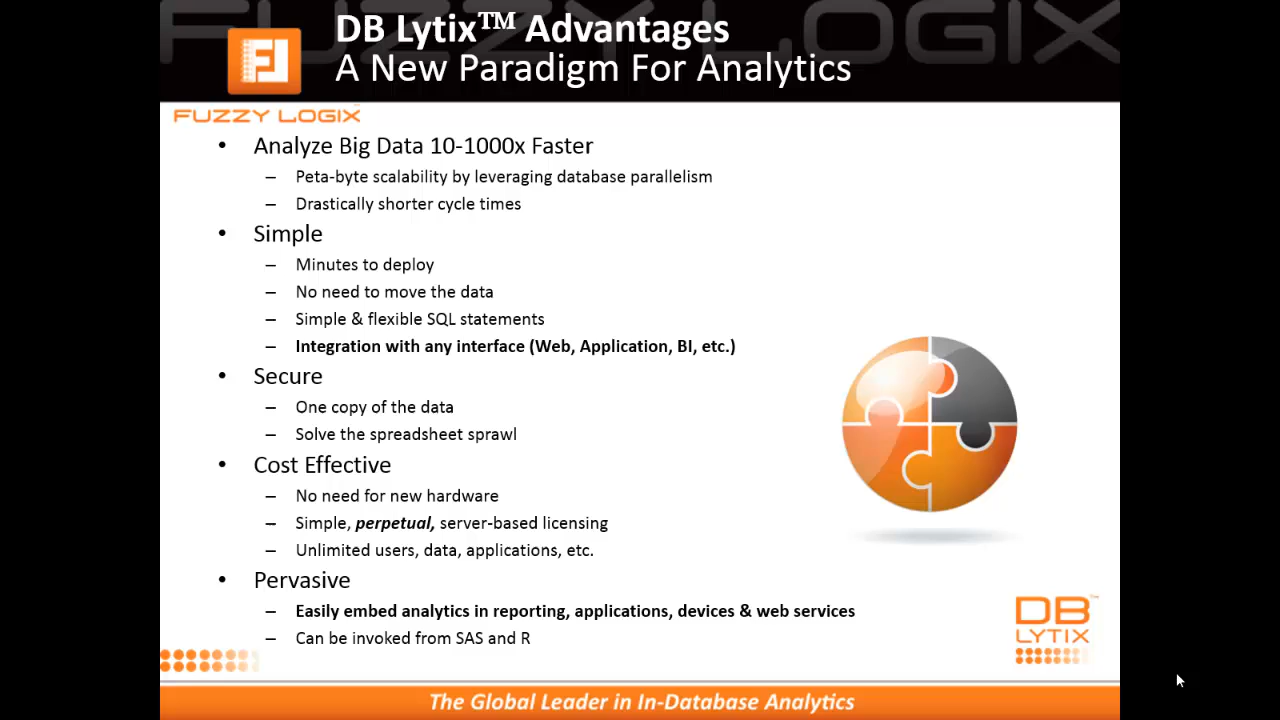 FUZZY LOGIX
DB Lytix™ Advantages
A New Paradigm For Analytics
FUZZY LOGIX
• Analyze Big Data 10-1000x Faster
– Peta-byte scalability by leveraging database parallelism
– Drastically shorter cycle times
• Simple
– Minutes to deploy
– No need to move the data
– Simple & flexible SQL statements
– Integration with any interface (Web, Application, BI, etc.)
• Secure
– One copy of the data
– Solve the spreadsheet sprawl
• Cost Effective
– No need for new hardware
– Simple, perpetual, server-based licensing
– Unlimited users, data, applications, etc.
• Pervasive
– Easily embed analytics in reporting, applications, devices & web services
– Can be invoked from SAS and R
DB
LYTIX
The Global Leader in In-Database Analytics